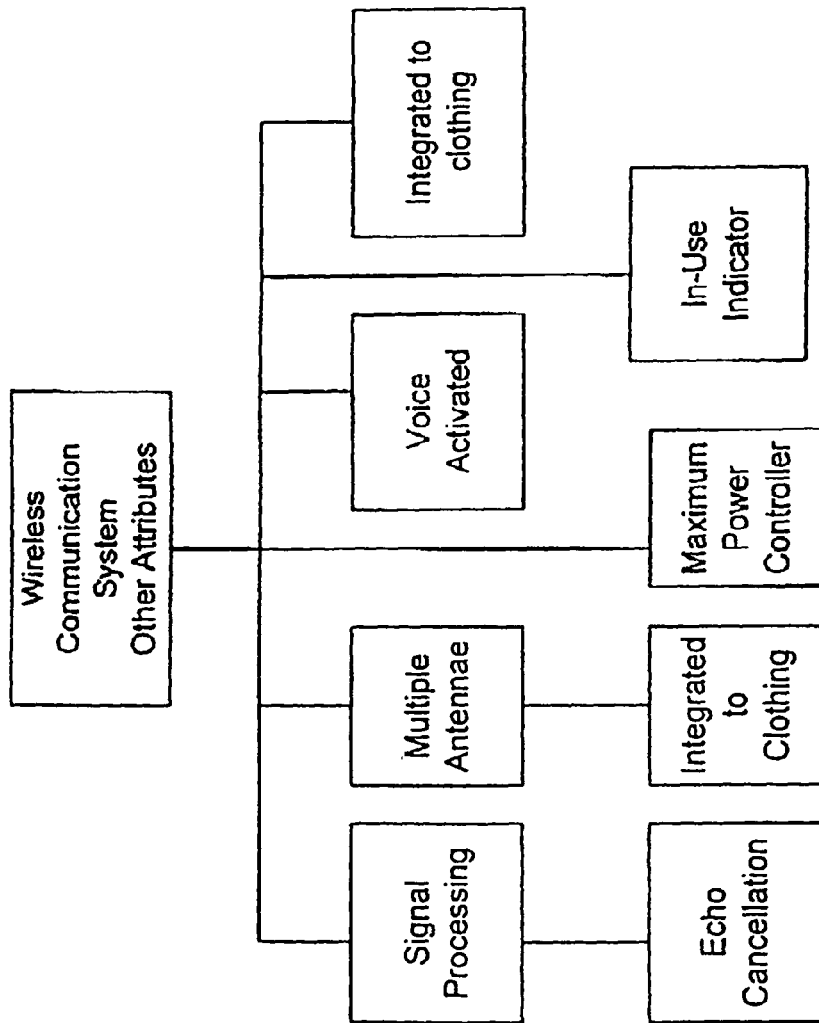 Wireless
Communication
System
Other Attributes
Signal
Processing
Multiple
Antennae
Voice
Activated
Integrated to
clothing
Echo
Cancellation
Integrated
to
Clothing
Maximum
Power
Controller
In-Use
Indicator